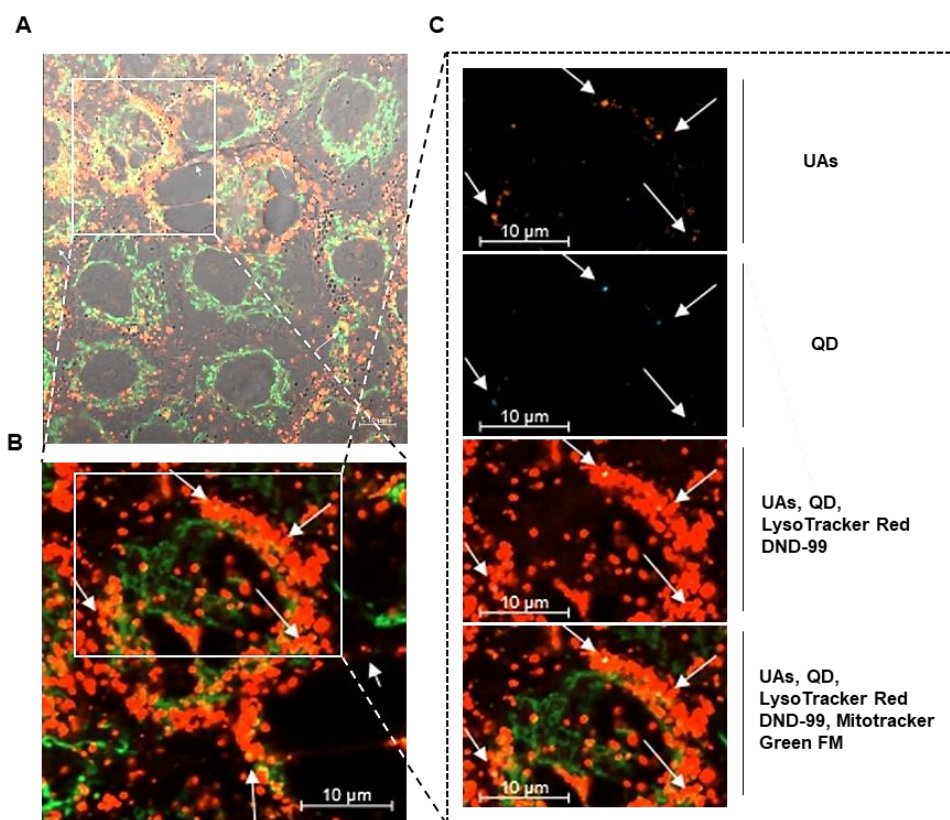 A
C
UAs
10 µm
QD
10 µm
B
UAs, QD,
LysoTracker Red
DND-99
10 µm
UAs, QD,
LysoTracker Red
DND-99, Mitotracker
Green FM
10 µm
10 µm